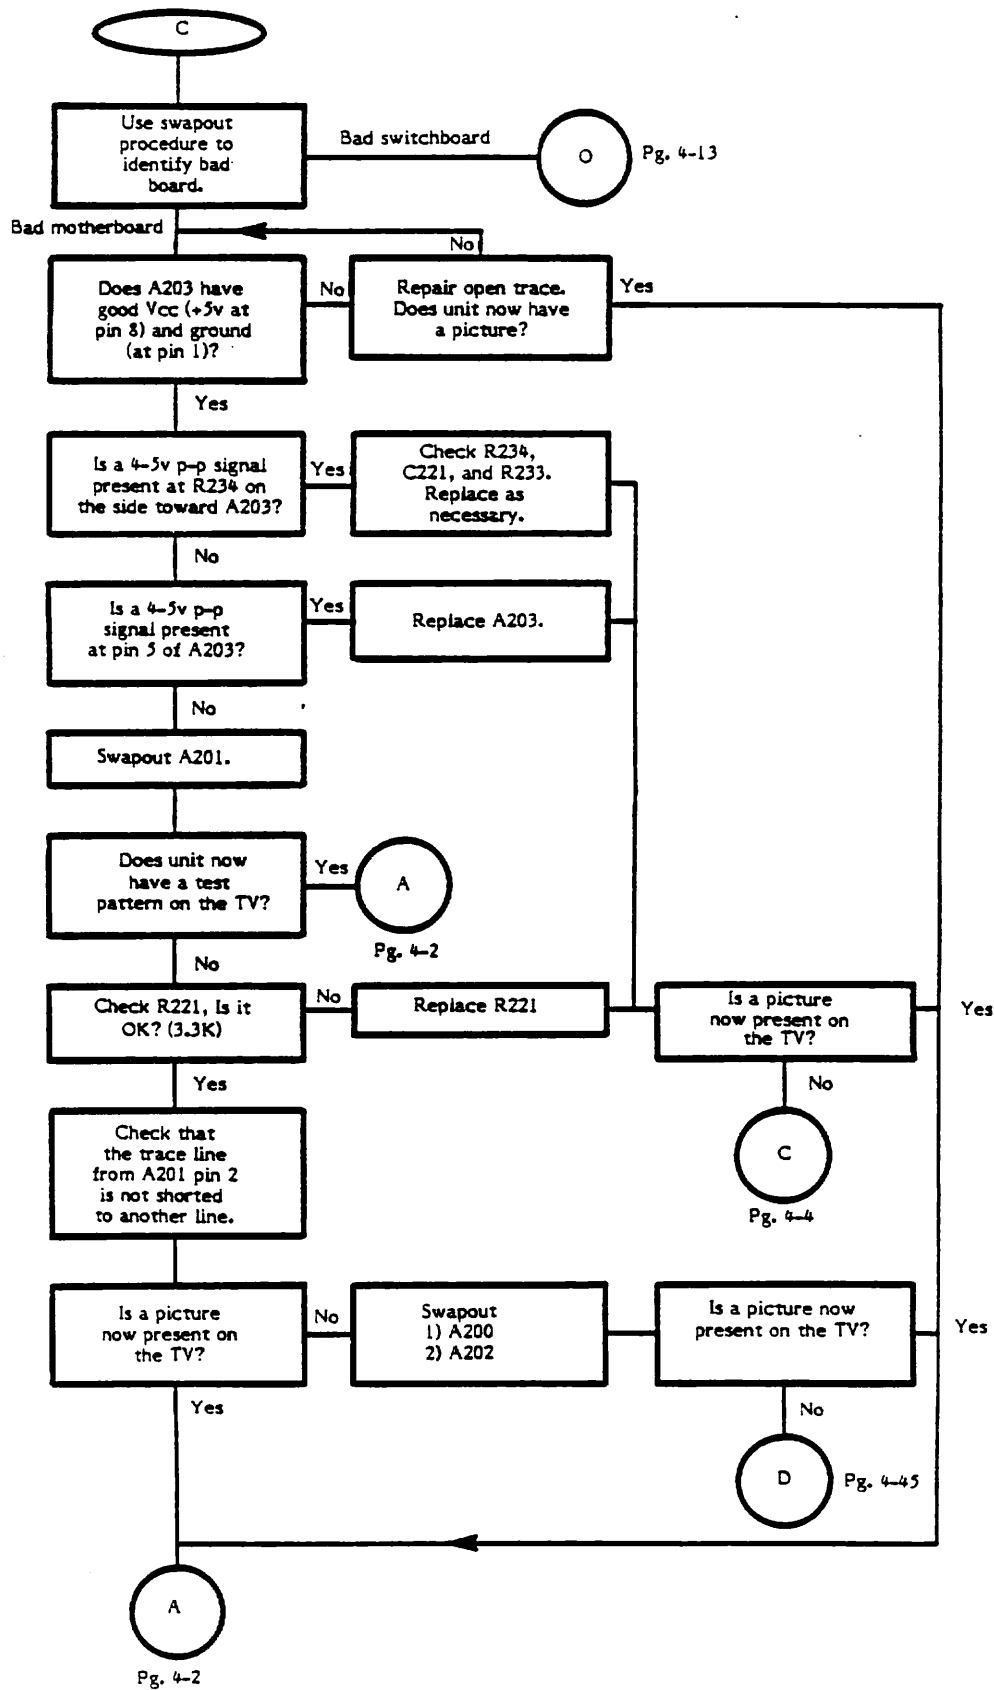 C
Use swapout
procedure to
identify bad
board.
Bad switchboard
O
Pg. 4-13
Bad motherboard
No
Does A203 have
good Vcc (+5v at
pin 8) and ground
(at pin 1)?
No
Repair open trace.
Does unit now have
a picture?
Yes
Yes
Is a 4-5v p-p signal
present at R234 on
the side toward A203?
Yes
Check R234,
C221, and R233.
Replace as
necessary.
No
Is a 4-5v p-p
signal present
at pin 5 of A203?
Yes
Replace A203.
No
Swapout A201.
Does unit now
have a test
pattern on the TV?
Yes
A
Pg. 4-2
No
Check R221, Is it
OK? (3.3K)
No
Replace R221
Is a picture
now present on
the TV?
Yes
No
C
Pg. 4-4
Yes
Check that
the trace line
from A201 pin 2
is not shorted
to another line.
Is a picture
now present on
the TV?
No
Swapout
1) A200
2) A202
Is a picture now
present on the TV?
Yes
No
D
Pg. 4-45
Yes
A
Pg. 4-2